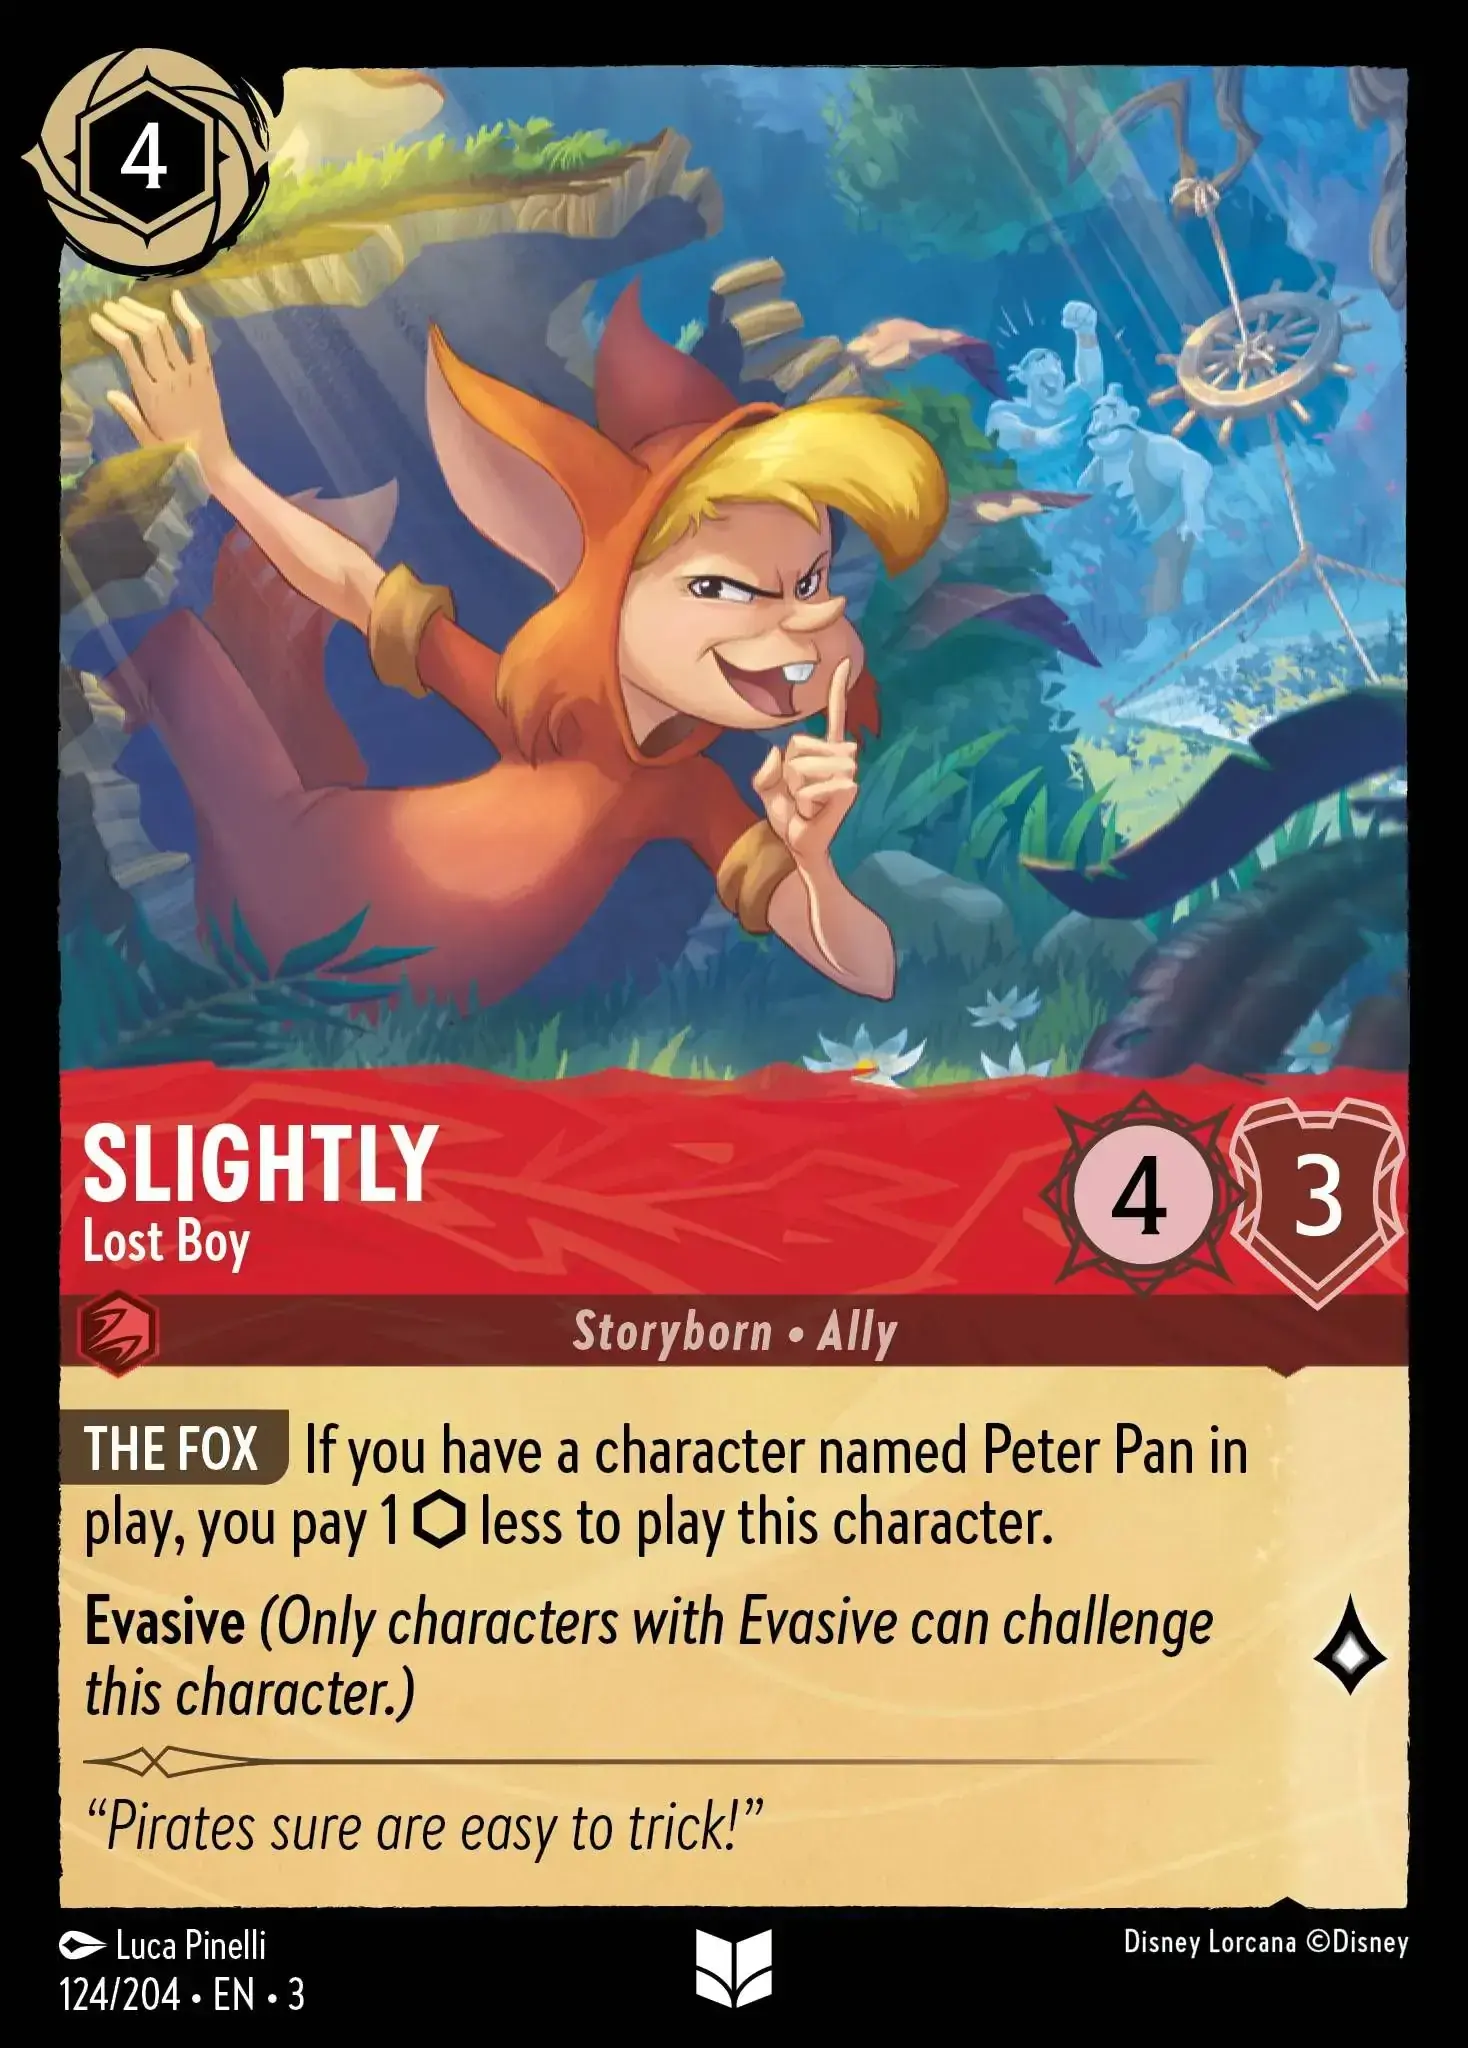 4
SLIGHTLY
Lost Boy
4
3
Storyborn • Ally
THE FOX If you have a character named Peter Pan in
play, you pay 1 ⬡ less to play this character.
Evasive (Only characters with Evasive can challenge
this character.)
“Pirates sure are easy to trick!”
Luca Pinelli
124/204 • EN • 3
Disney Lorcana ©Disney